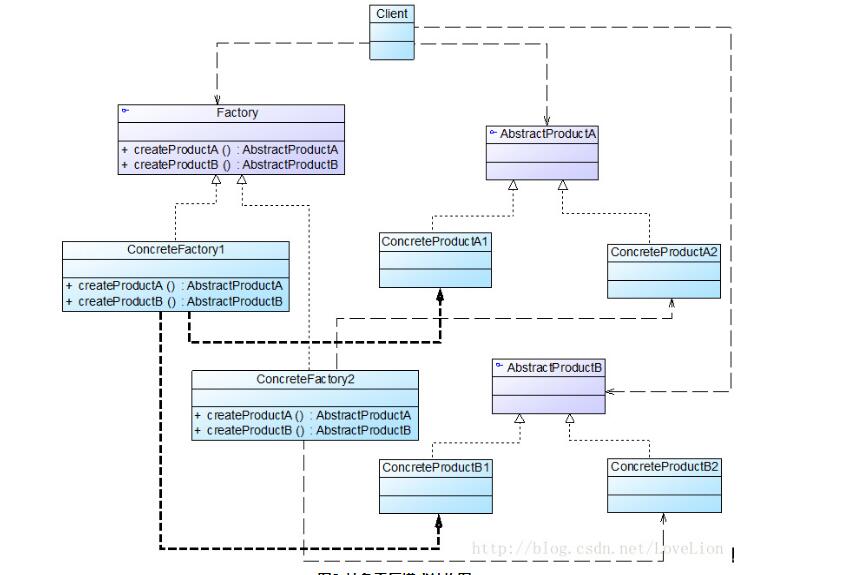 Client
Factory
+ createProductA () : AbstractProductA
+ createProductB () : AbstractProductB
AbstractProductA
ConcreteFactory1
+ createProductA () : AbstractProductA
+ createProductB () : AbstractProductB
ConcreteProductA1
ConcreteProductA2
ConcreteFactory2
+ createProductA () : AbstractProductA
+ createProductB () : AbstractProductB
AbstractProductB
ConcreteProductB1
ConcreteProductB2
http://blog.csdn.net/LoveLion